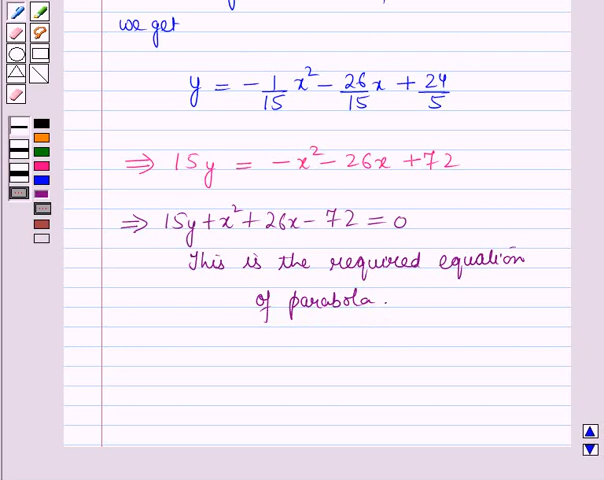 we get
y = -1/15 x² - 26/15 x + 24/5
⇒ 15y = -x² - 26x + 72
⇒ 15y + x² + 26x - 72 = 0
This is the required equation
of parabola.